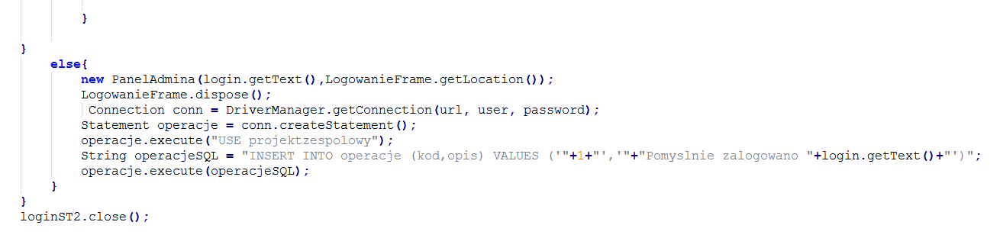 }
}
else{
new PanelAdmina(login.getText(),LogowanieFrame.getLocation());
LogowanieFrame.dispose();
Connection conn = DriverManager.getConnection(url, user, password);
Statement operacje = conn.createStatement();
operacje.execute("USE projektzespolowy");
String operacjeSQL = "INSERT INTO operacje (kod,opis) VALUES ('"+1+"','"+"Pomyslnie zalogowano "+login.getText()+"')";
operacje.execute(operacjeSQL);
}
}
loginST2.close();